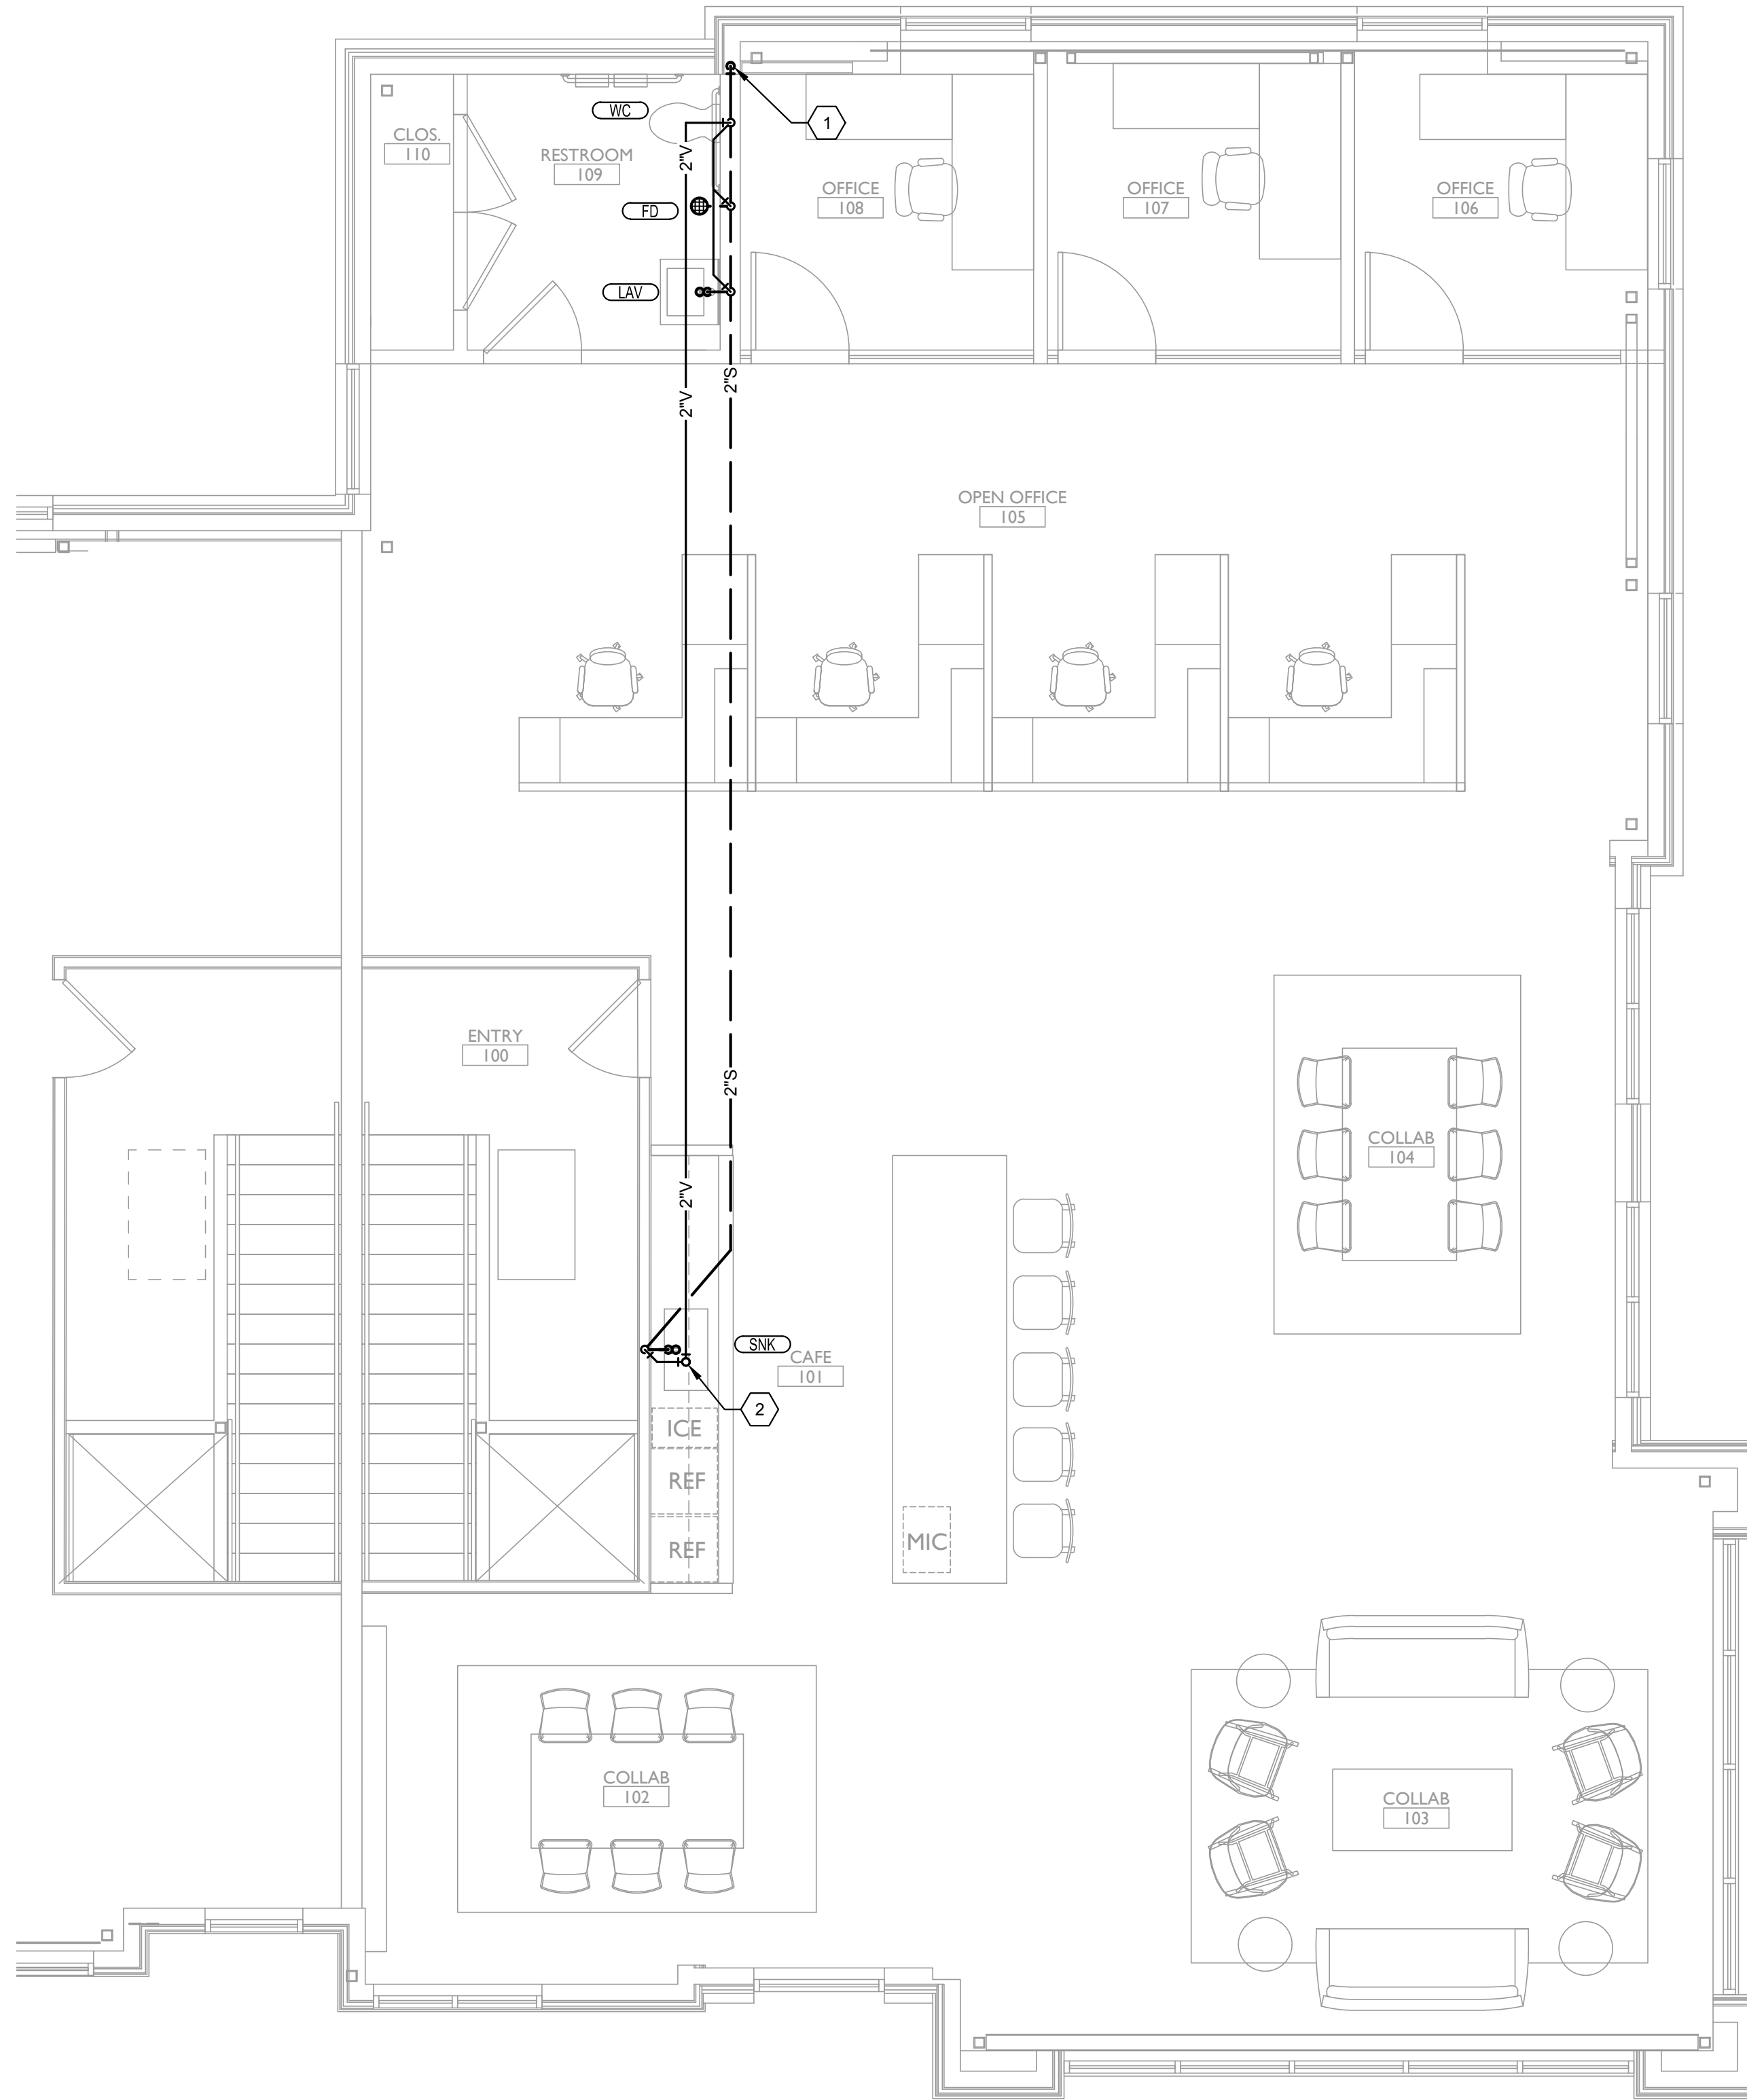 WC
1
2"V
CLOS.
110
RESTROOM
109
OFFICE
108
OFFICE
107
OFFICE
106
FD
LAV
2"V
2"S
OPEN OFFICE
105
ENTRY
100
2"S
COLLAB
104
2"V
SNK
CAFE
101
2
ICE
REF
REF
MIC
COLLAB
102
COLLAB
103